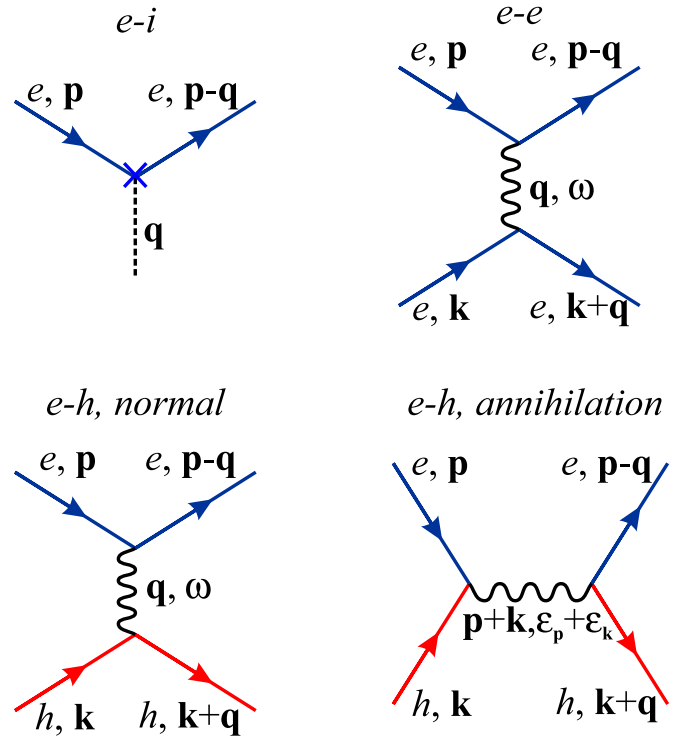 e-i
e, p e, p-q
q
e-e
e, p e, p-q
q, ω
e, k e, k+q
e-h, normal
e, p e, p-q
q, ω
h, k h, k+q
e-h, annihilation
e, p e, p-q
p+k,εₚ+εₖ
h, k h, k+q